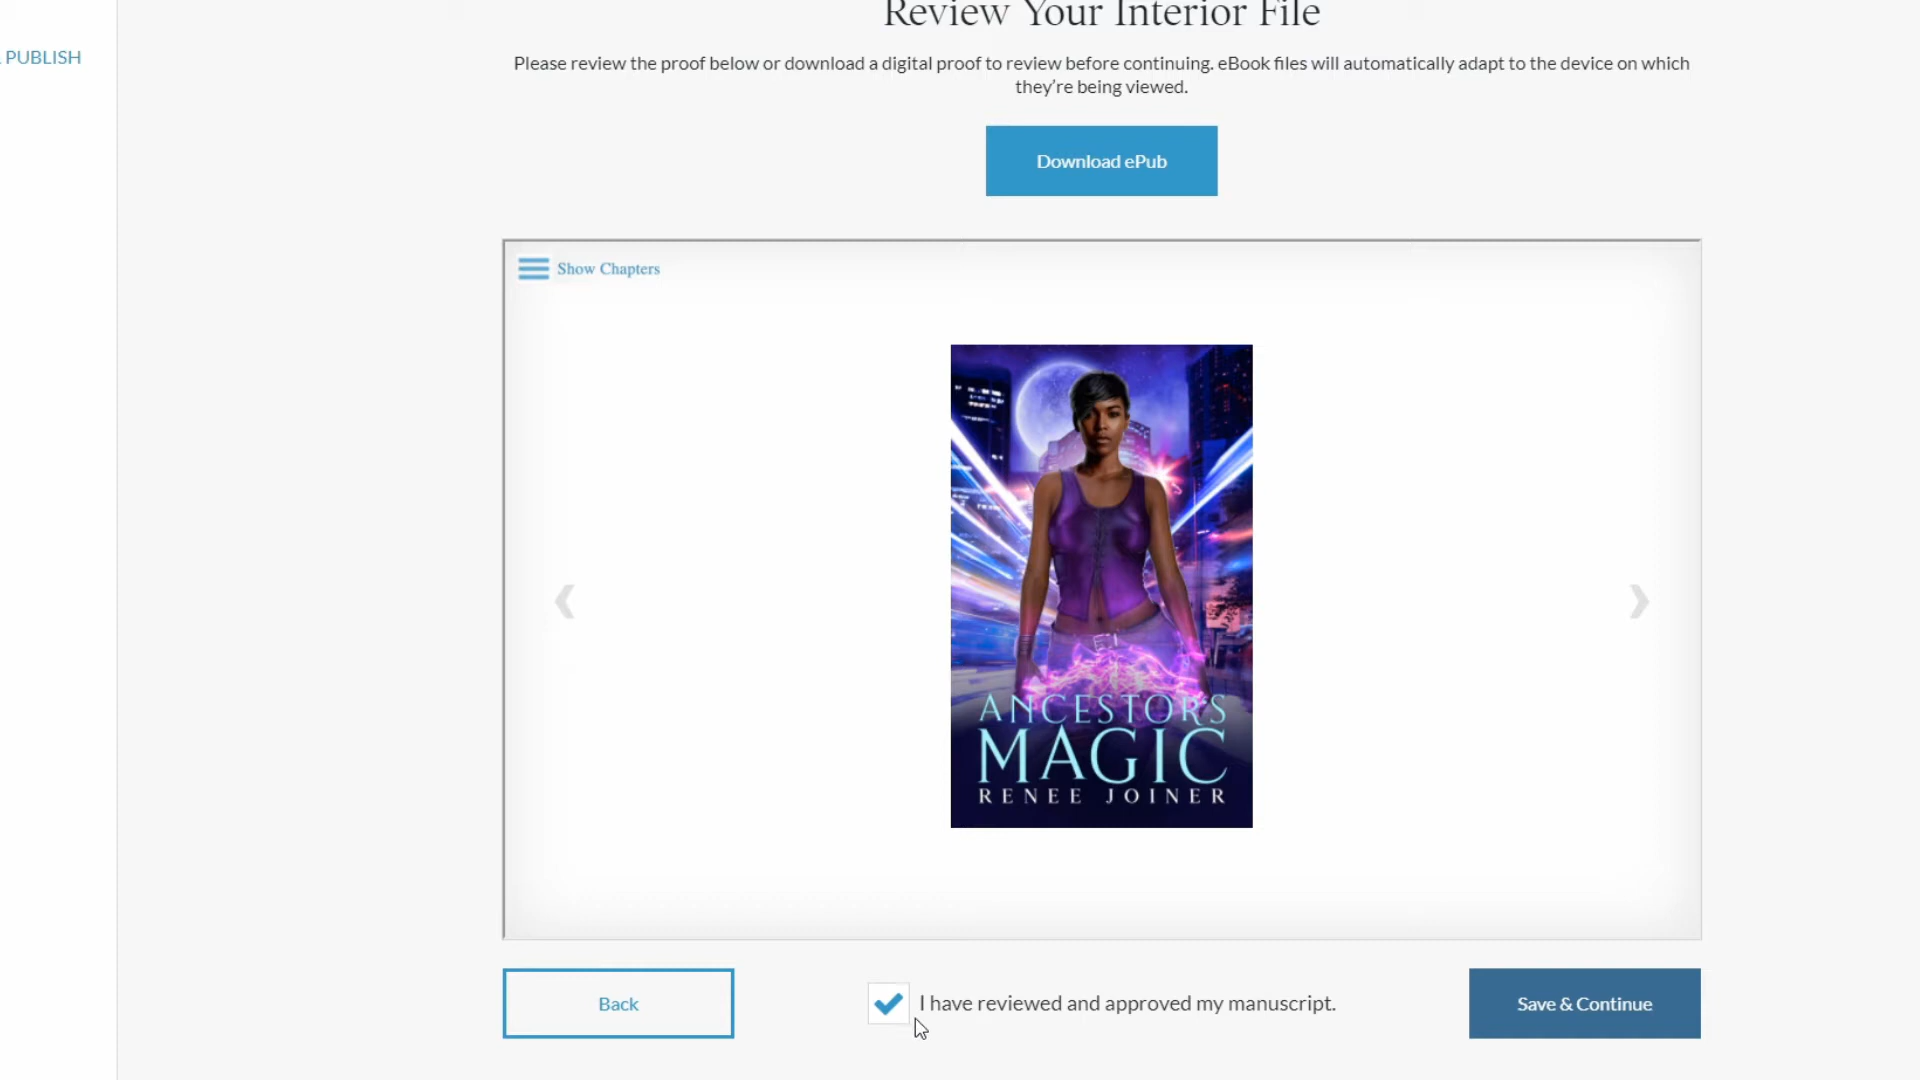 Review Your Interior File
PUBLISH
Please review the proof below or download a digital proof to review before continuing. eBook files will automatically adapt to the device on which
they're being viewed.
Download ePub
Show Chapters
ANCESTORS
MAGIC
RENEE JOINER
Back
I have reviewed and approved my manuscript.
Save & Continue